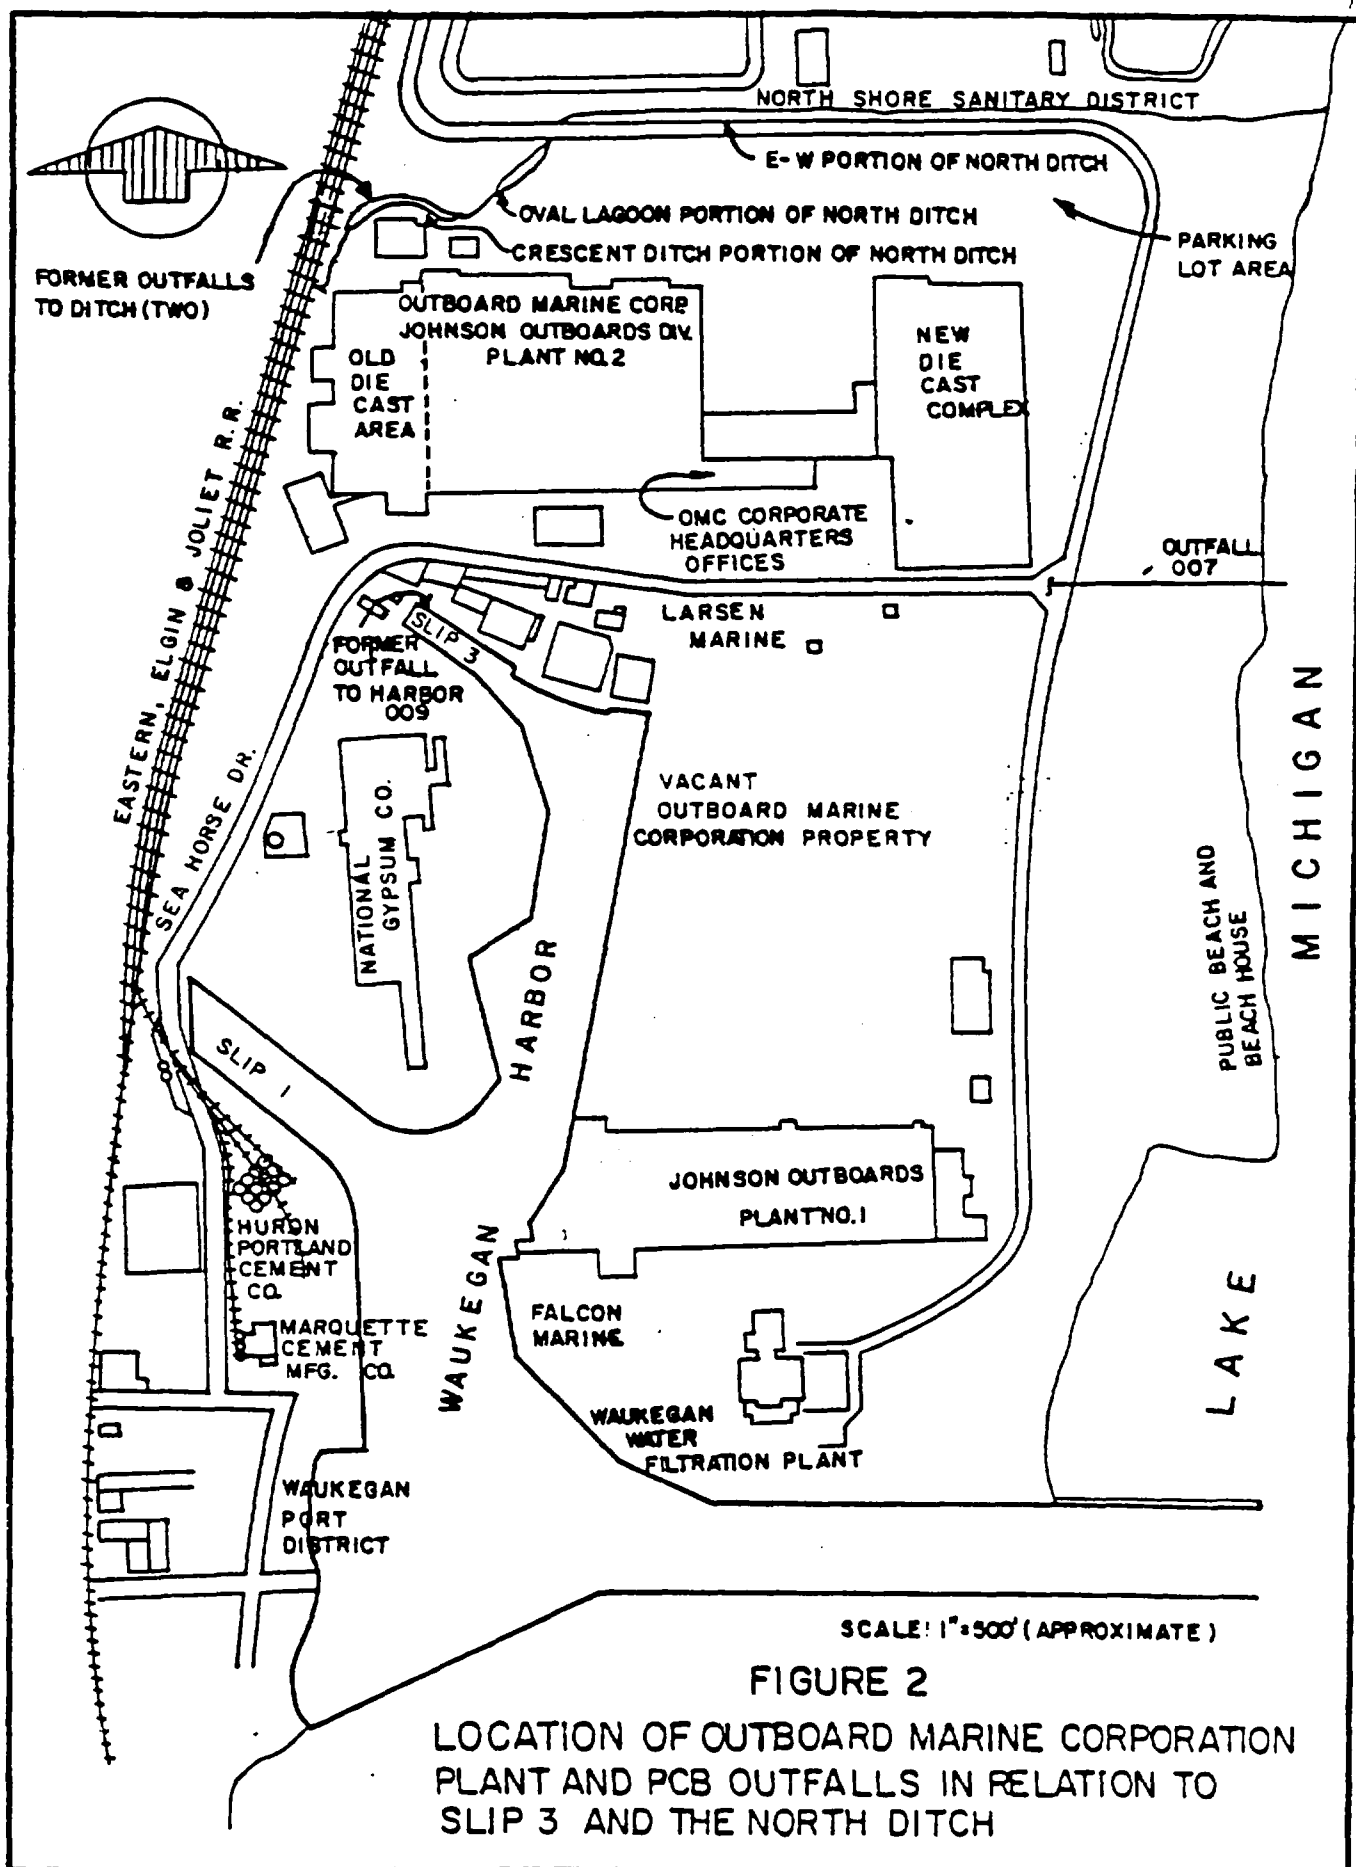 NORTH SHORE SANITARY DISTRICT
E-W PORTION OF NORTH DITCH
OVAL LAGOON PORTION OF NORTH DITCH
CRESCENT DITCH PORTION OF NORTH DITCH
PARKING
LOT AREA
FORMER OUTFALLS
TO DITCH (TWO)
OUTBOARD MARINE CORP.
JOHNSON OUTBOARDS DIV.
PLANT NO.2
OLD
DIE
CAST
AREA
NEW
DIE
CAST
COMPLEX
EASTERN, ELGIN & JOLIET R.R.
OMC CORPORATE
HEADQUARTERS
OFFICES
OUTFALL
007
LARSEN
MARINE
SLIP 3
FORMER
OUTFALL
TO HARBOR
009
SEA HORSE DR.
NATIONAL
GYPSUM CO.
VACANT
OUTBOARD MARINE
CORPORATION PROPERTY
PUBLIC BEACH AND
BEACH HOUSE
LAKE MICHIGAN
SLIP 1
WAUKEGAN HARBOR
JOHNSON OUTBOARDS
PLANT NO.1
HURON
PORTLAND
CEMENT
CO.
MARQUETTE
CEMENT
MFG. CO.
FALCON
MARINE
WAUKEGAN
WATER
FILTRATION PLANT
WAUKEGAN
PORT
DISTRICT
SCALE: 1"=500' (APPROXIMATE)
FIGURE 2
LOCATION OF OUTBOARD MARINE CORPORATION
PLANT AND PCB OUTFALLS IN RELATION TO
SLIP 3 AND THE NORTH DITCH